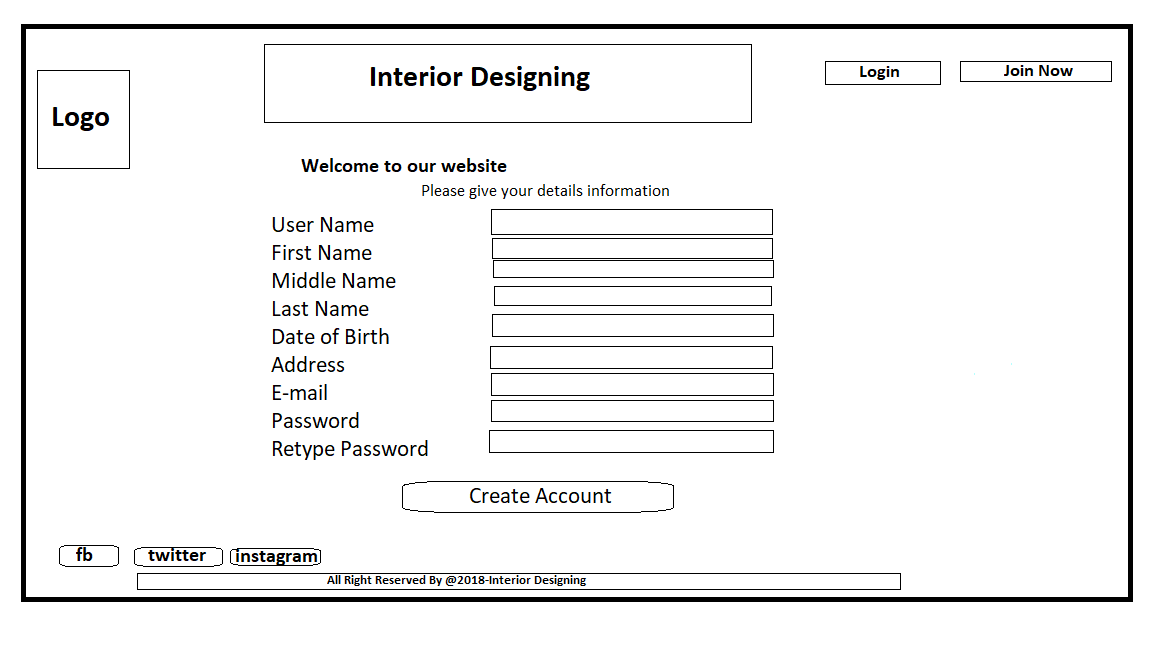 Interior Designing
Login
Join Now
Logo
Welcome to our website
Please give your details information
User Name
First Name
Middle Name
Last Name
Date of Birth
Address
E-mail
Password
Retype Password
Create Account
fb
twitter
instagram
All Right Reserved By @2018-Interior Designing